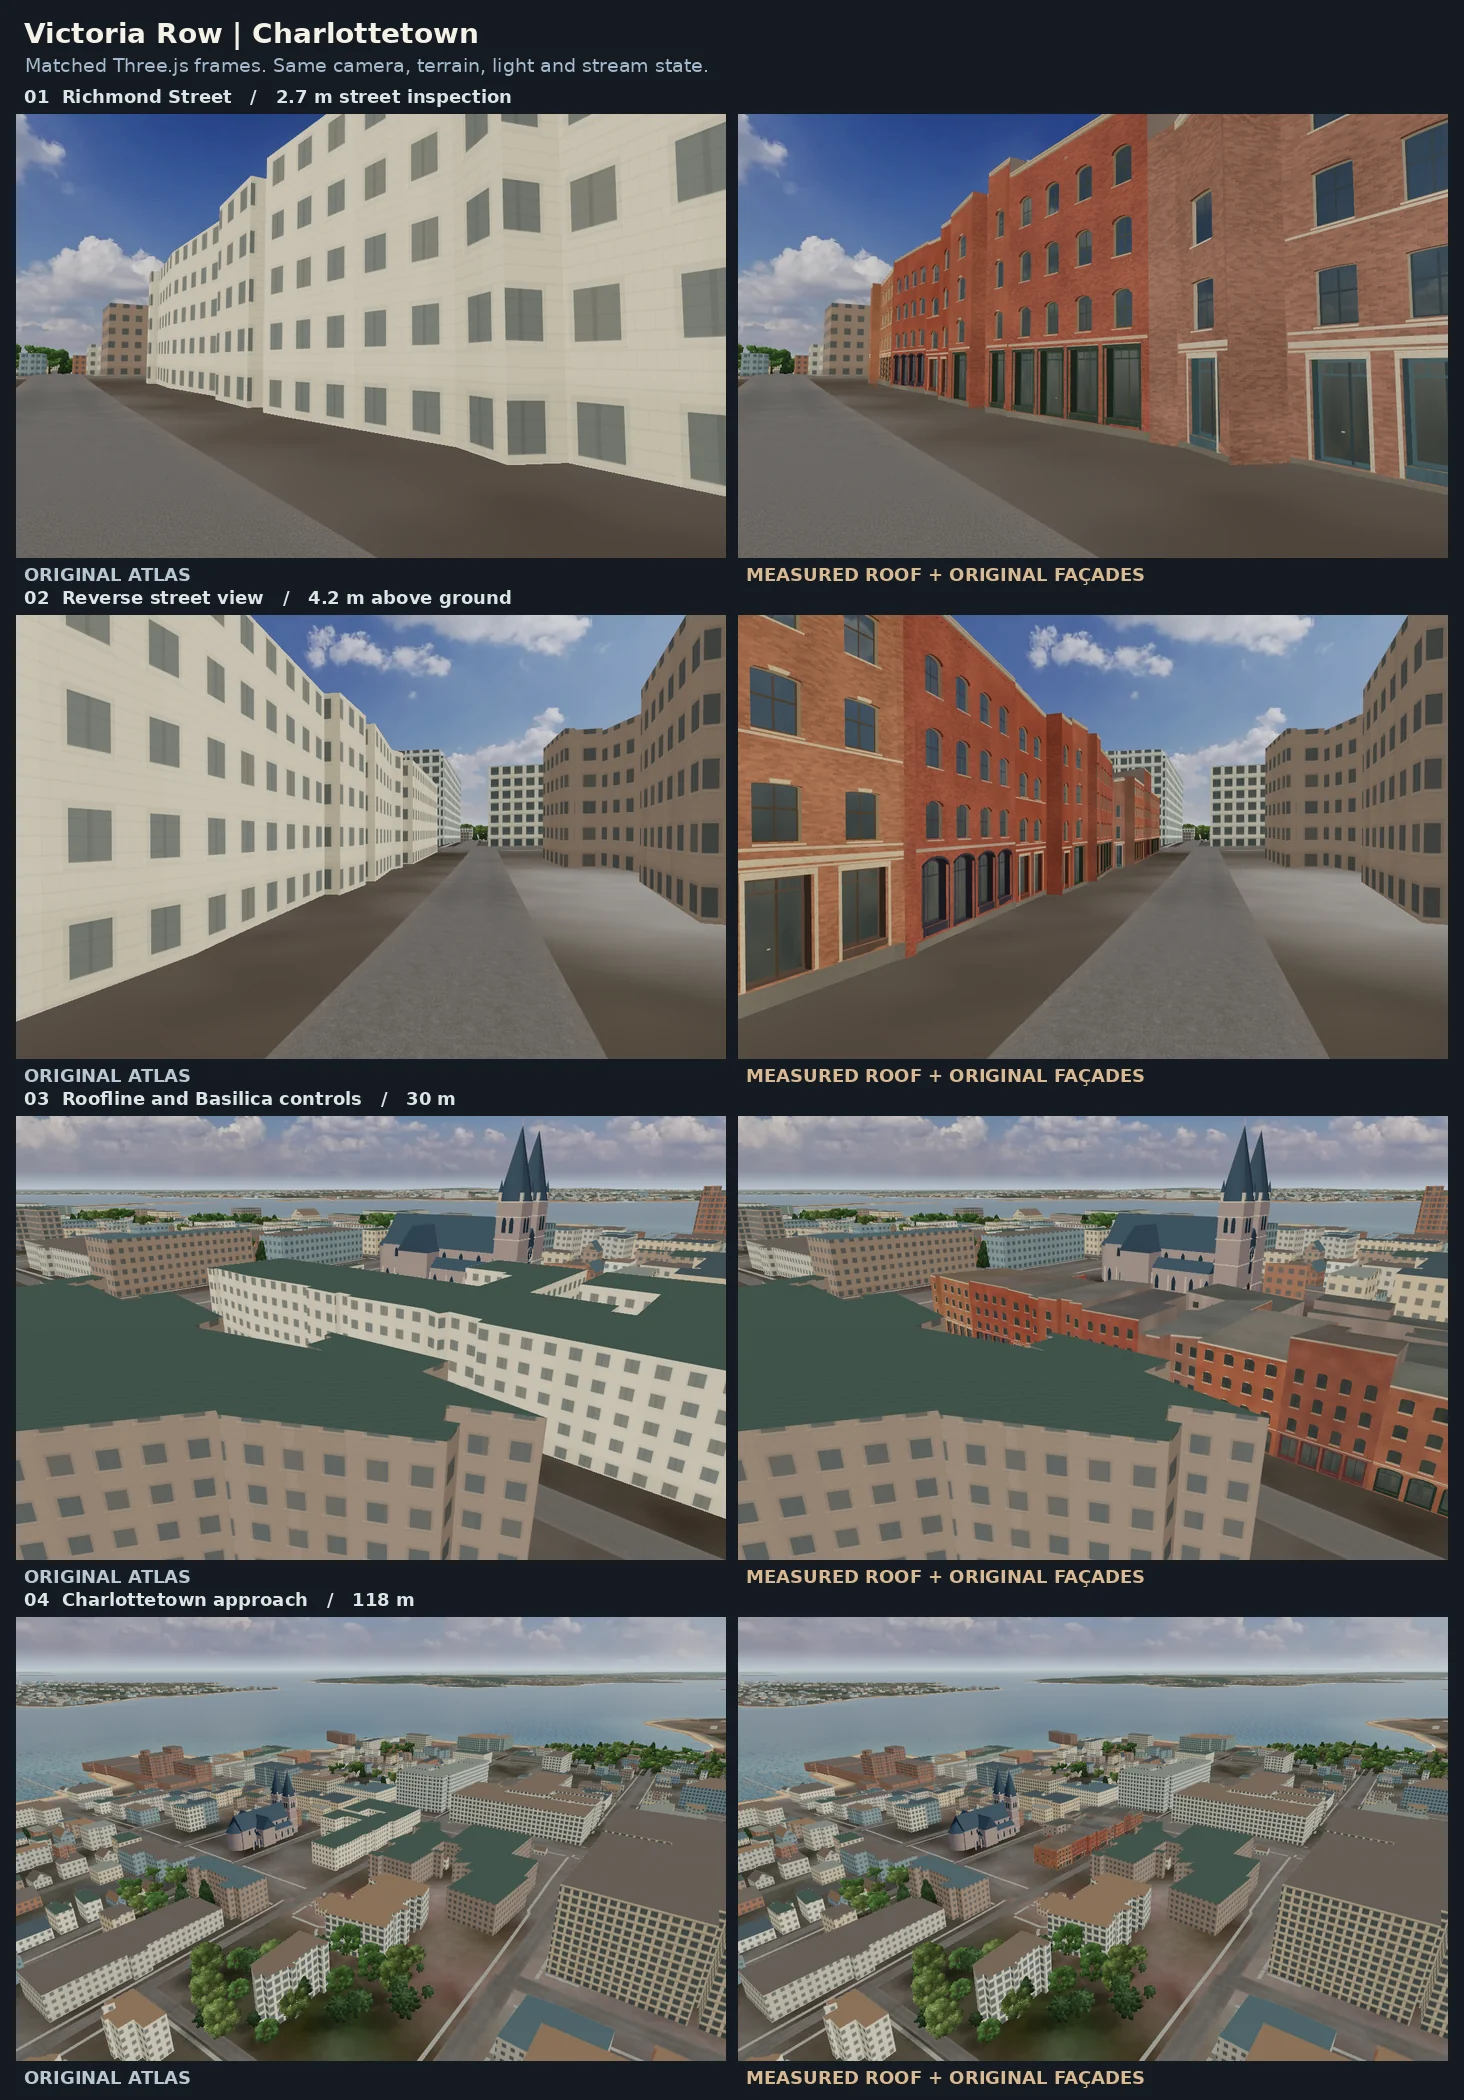 Victoria Row | Charlottetown
Matched Three.js frames. Same camera, terrain, light and stream state.
01 Richmond Street / 2.7 m street inspection
ORIGINAL ATLAS
MEASURED ROOF + ORIGINAL FAÇADES
02 Reverse street view / 4.2 m above ground
ORIGINAL ATLAS
MEASURED ROOF + ORIGINAL FAÇADES
03 Roofline and Basilica controls / 30 m
ORIGINAL ATLAS
MEASURED ROOF + ORIGINAL FAÇADES
04 Charlottetown approach / 118 m
ORIGINAL ATLAS
MEASURED ROOF + ORIGINAL FAÇADES